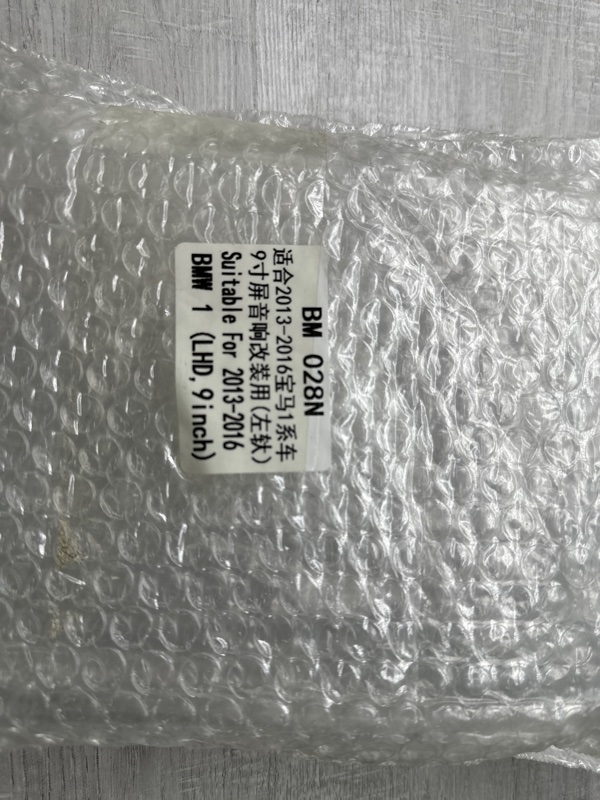 BM 028N
适合2013-2016宝马1系车
9寸屏音响改装用(左软)
Suitable For 2013-2016
BMW 1 (LHD,9inch)